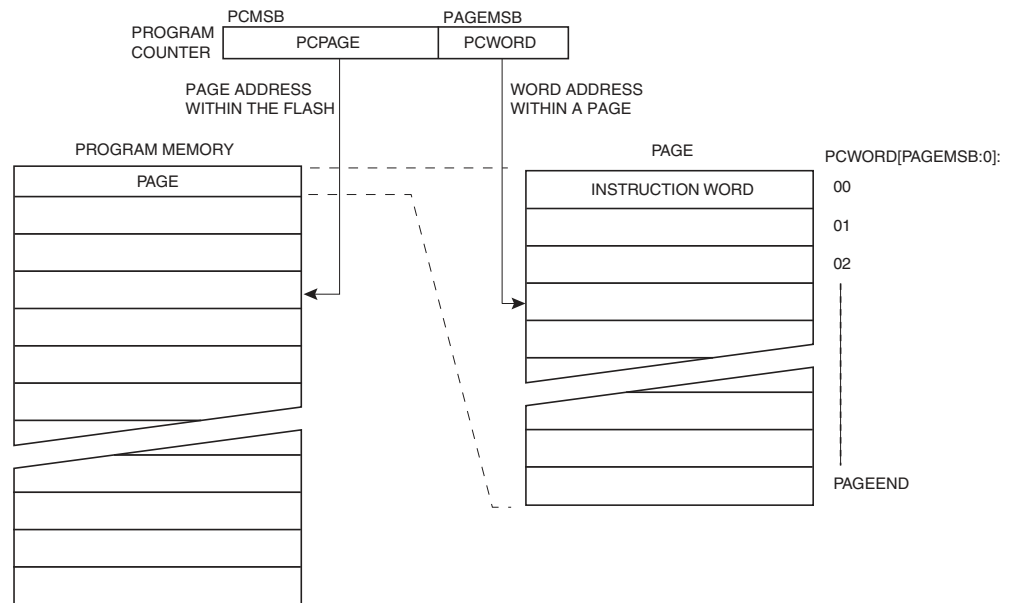 PCMSB
PAGEMSB
PROGRAM
COUNTER
PCPAGE
PCWORD
PAGE ADDRESS
WITHIN THE FLASH
WORD ADDRESS
WITHIN A PAGE
PROGRAM MEMORY
PAGE
PAGE
PCWORD[PAGEMSB:0]:
INSTRUCTION WORD
00
01
02
PAGEEND